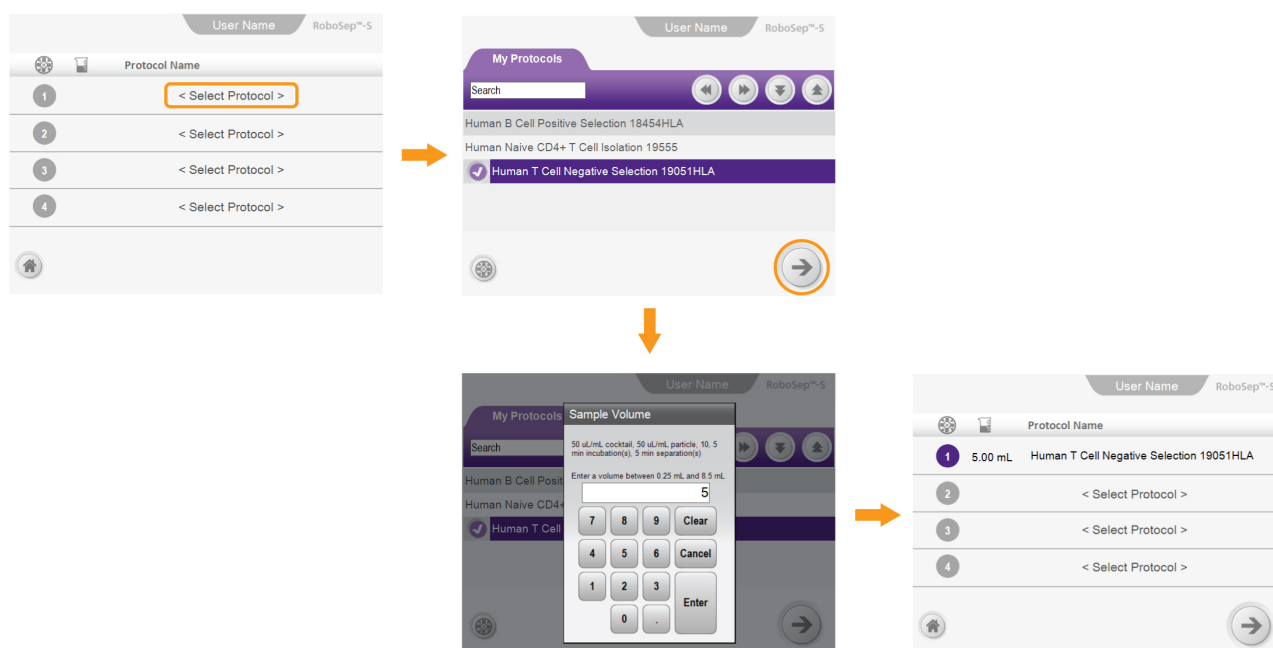 User Name
RoboSep™-S
Protocol Name
1
< Select Protocol >
2
< Select Protocol >
3
< Select Protocol >
4
< Select Protocol >
User Name
RoboSep™-S
My Protocols
Search
Human B Cell Positive Selection 18454HLA
Human Naive CD4+ T Cell Isolation 19555
Human T Cell Negative Selection 19051HLA
User Name
RoboSep™-S
My Protocols
Search
Human B Cell Posit
Human Naive CD4+
Human T Cell
Sample Volume
50 uL/mL cocktail, 50 uL/mL particle, 10, 5
min incubation(s), 5 min separation(s)
Enter a volume between 0.25 mL and 8.5 mL
5
7 8 9 Clear
4 5 6 Cancel
1 2 3
Enter
0 .
User Name
RoboSep™-S
Protocol Name
1 5.00 mL Human T Cell Negative Selection 19051HLA
2 < Select Protocol >
3 < Select Protocol >
4 < Select Protocol >